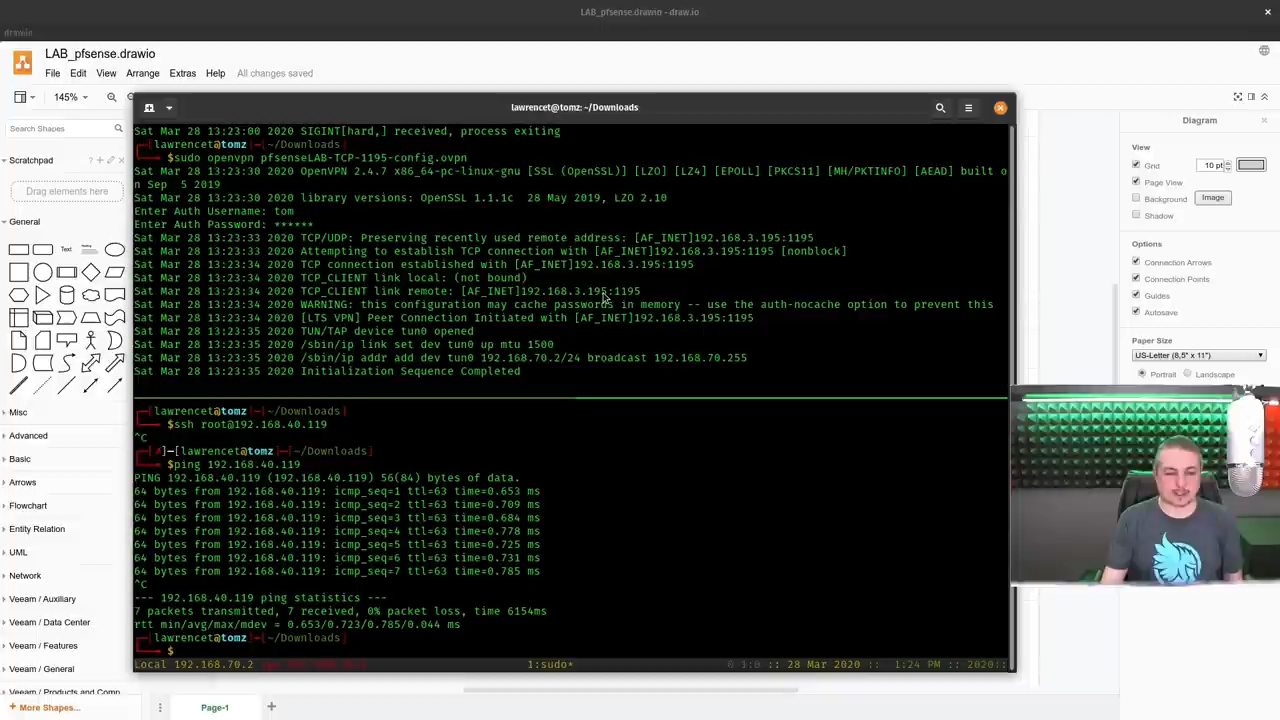 LAB_pfsense.drawio - draw.io
drawio
LAB_pfsense.drawio
File Edit View Arrange Extras Help All changes saved
145%
Search Shapes
Scratchpad
Drag elements here
General
Text
Heading
Misc
Advanced
Basic
Arrows
Flowchart
Entity Relation
UML
Network
Veeam / Auxiliary
Veeam / Data Center
Veeam / Features
Veeam / General
Veeam / Products and Comp
More Shapes...
lawrencet@tomz: ~/Downloads
Sat Mar 28 13:23:00 2020 SIGINT[hard,] received, process exiting
[lawrencet@tomz]─[~/Downloads]
$sudo openvpn pfsenseLAB-TCP-1195-config.ovpn
Sat Mar 28 13:23:30 2020 OpenVPN 2.4.7 x86_64-pc-linux-gnu [SSL (OpenSSL)] [LZO] [LZ4] [EPOLL] [PKCS11] [MH/PKTINFO] [AEAD] built o
n Sep  5 2019
Sat Mar 28 13:23:30 2020 library versions: OpenSSL 1.1.1c  28 May 2019, LZO 2.10
Enter Auth Username: tom
Enter Auth Password: ******
Sat Mar 28 13:23:33 2020 TCP/UDP: Preserving recently used remote address: [AF_INET]192.168.3.195:1195
Sat Mar 28 13:23:33 2020 Attempting to establish TCP connection with [AF_INET]192.168.3.195:1195 [nonblock]
Sat Mar 28 13:23:34 2020 TCP connection established with [AF_INET]192.168.3.195:1195
Sat Mar 28 13:23:34 2020 TCP_CLIENT link local: (not bound)
Sat Mar 28 13:23:34 2020 TCP_CLIENT link remote: [AF_INET]192.168.3.195:1195
Sat Mar 28 13:23:34 2020 WARNING: this configuration may cache passwords in memory -- use the auth-nocache option to prevent this
Sat Mar 28 13:23:34 2020 [LTS VPN] Peer Connection Initiated with [AF_INET]192.168.3.195:1195
Sat Mar 28 13:23:35 2020 TUN/TAP device tun0 opened
Sat Mar 28 13:23:35 2020 /sbin/ip link set dev tun0 up mtu 1500
Sat Mar 28 13:23:35 2020 /sbin/ip addr add dev tun0 192.168.70.2/24 broadcast 192.168.70.255
Sat Mar 28 13:23:35 2020 Initialization Sequence Completed
[lawrencet@tomz]─[~/Downloads]
$ssh root@192.168.40.119
^C
[✗]─[lawrencet@tomz]─[~/Downloads]
$ping 192.168.40.119
PING 192.168.40.119 (192.168.40.119) 56(84) bytes of data.
64 bytes from 192.168.40.119: icmp_seq=1 ttl=63 time=0.653 ms
64 bytes from 192.168.40.119: icmp_seq=2 ttl=63 time=0.709 ms
64 bytes from 192.168.40.119: icmp_seq=3 ttl=63 time=0.684 ms
64 bytes from 192.168.40.119: icmp_seq=4 ttl=63 time=0.778 ms
64 bytes from 192.168.40.119: icmp_seq=5 ttl=63 time=0.725 ms
64 bytes from 192.168.40.119: icmp_seq=6 ttl=63 time=0.731 ms
64 bytes from 192.168.40.119: icmp_seq=7 ttl=63 time=0.785 ms
^C
--- 192.168.40.119 ping statistics ---
7 packets transmitted, 7 received, 0% packet loss, time 6154ms
rtt min/avg/max/mdev = 0.653/0.723/0.785/0.044 ms
[lawrencet@tomz]─[~/Downloads]
$
Local 192.168.70.2 1:sudo* :: 28 Mar 2020 :: 1:24 PM :: 2020::
Page-1
Diagram
View
Grid 10 pt
Page View
Background Image
Shadow
Options
Connection Arrows
Connection Points
Guides
Autosave
Paper Size
US-Letter (8,5" x 11")
Portrait Landscape